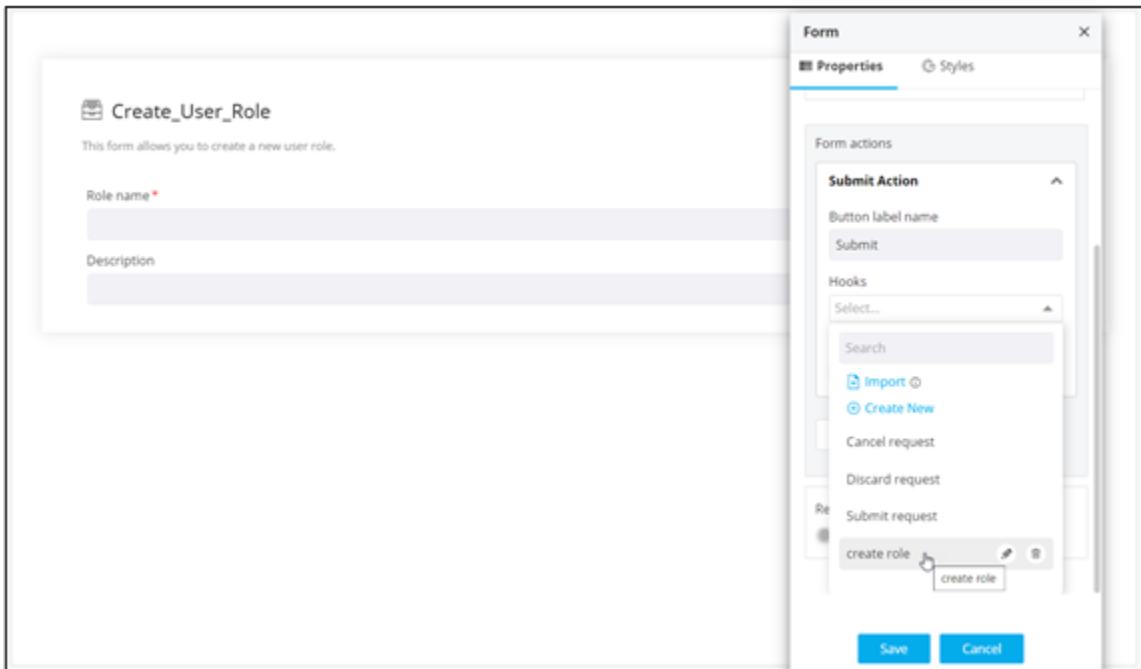 Form
Properties
Styles
Create_User_Role
This form allows you to create a new user role.
Role name *
Description
Form actions
Submit Action
Button label name
Submit
Hooks
Select...
Search
Import
Create New
Cancel request
Discard request
Submit request
Re
create role
create role
Save
Cancel